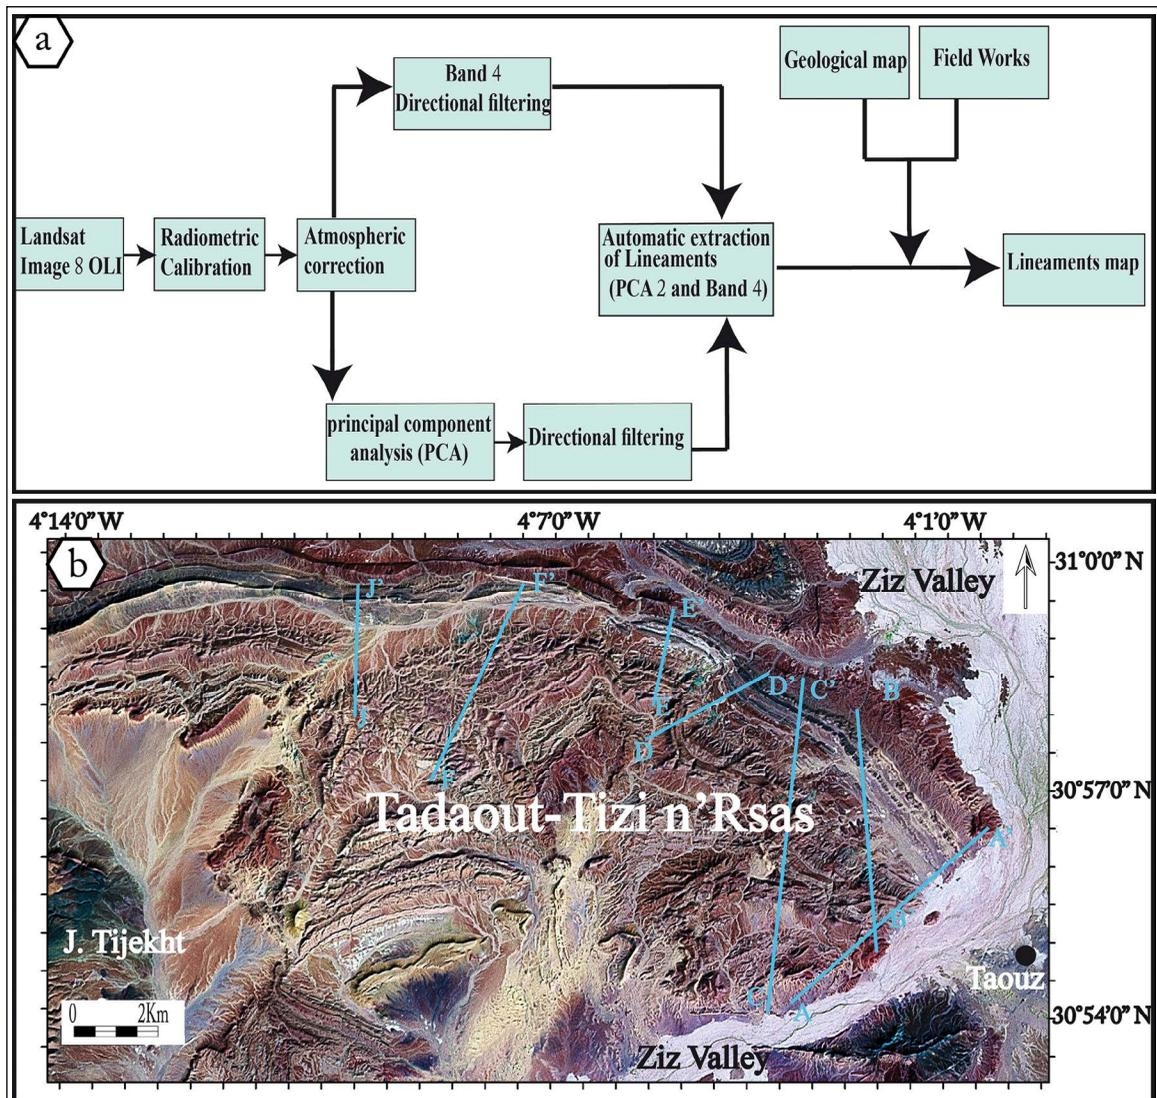 a
Band 4
Directional filtering
Geological map
Field Works
Landsat
Image 8 OLI
Radiometric
Calibration
Atmospheric
correction
Automatic extraction
of Lineaments
(PCA 2 and Band 4)
Lineaments map
principal component
analysis (PCA)
Directional filtering
4°14'0"W
4°7'0"W
4°1'0"W
b
31°0'0"N
Ziz Valley
J'
F'
E'
D'
C'
B
J
E
D
F
30°57'0"N
Tadaout-Tizi n'Rsas
A'
B'
J. Tijekht
Taouz
C
A
0 2Km
30°54'0"N
Ziz Valley